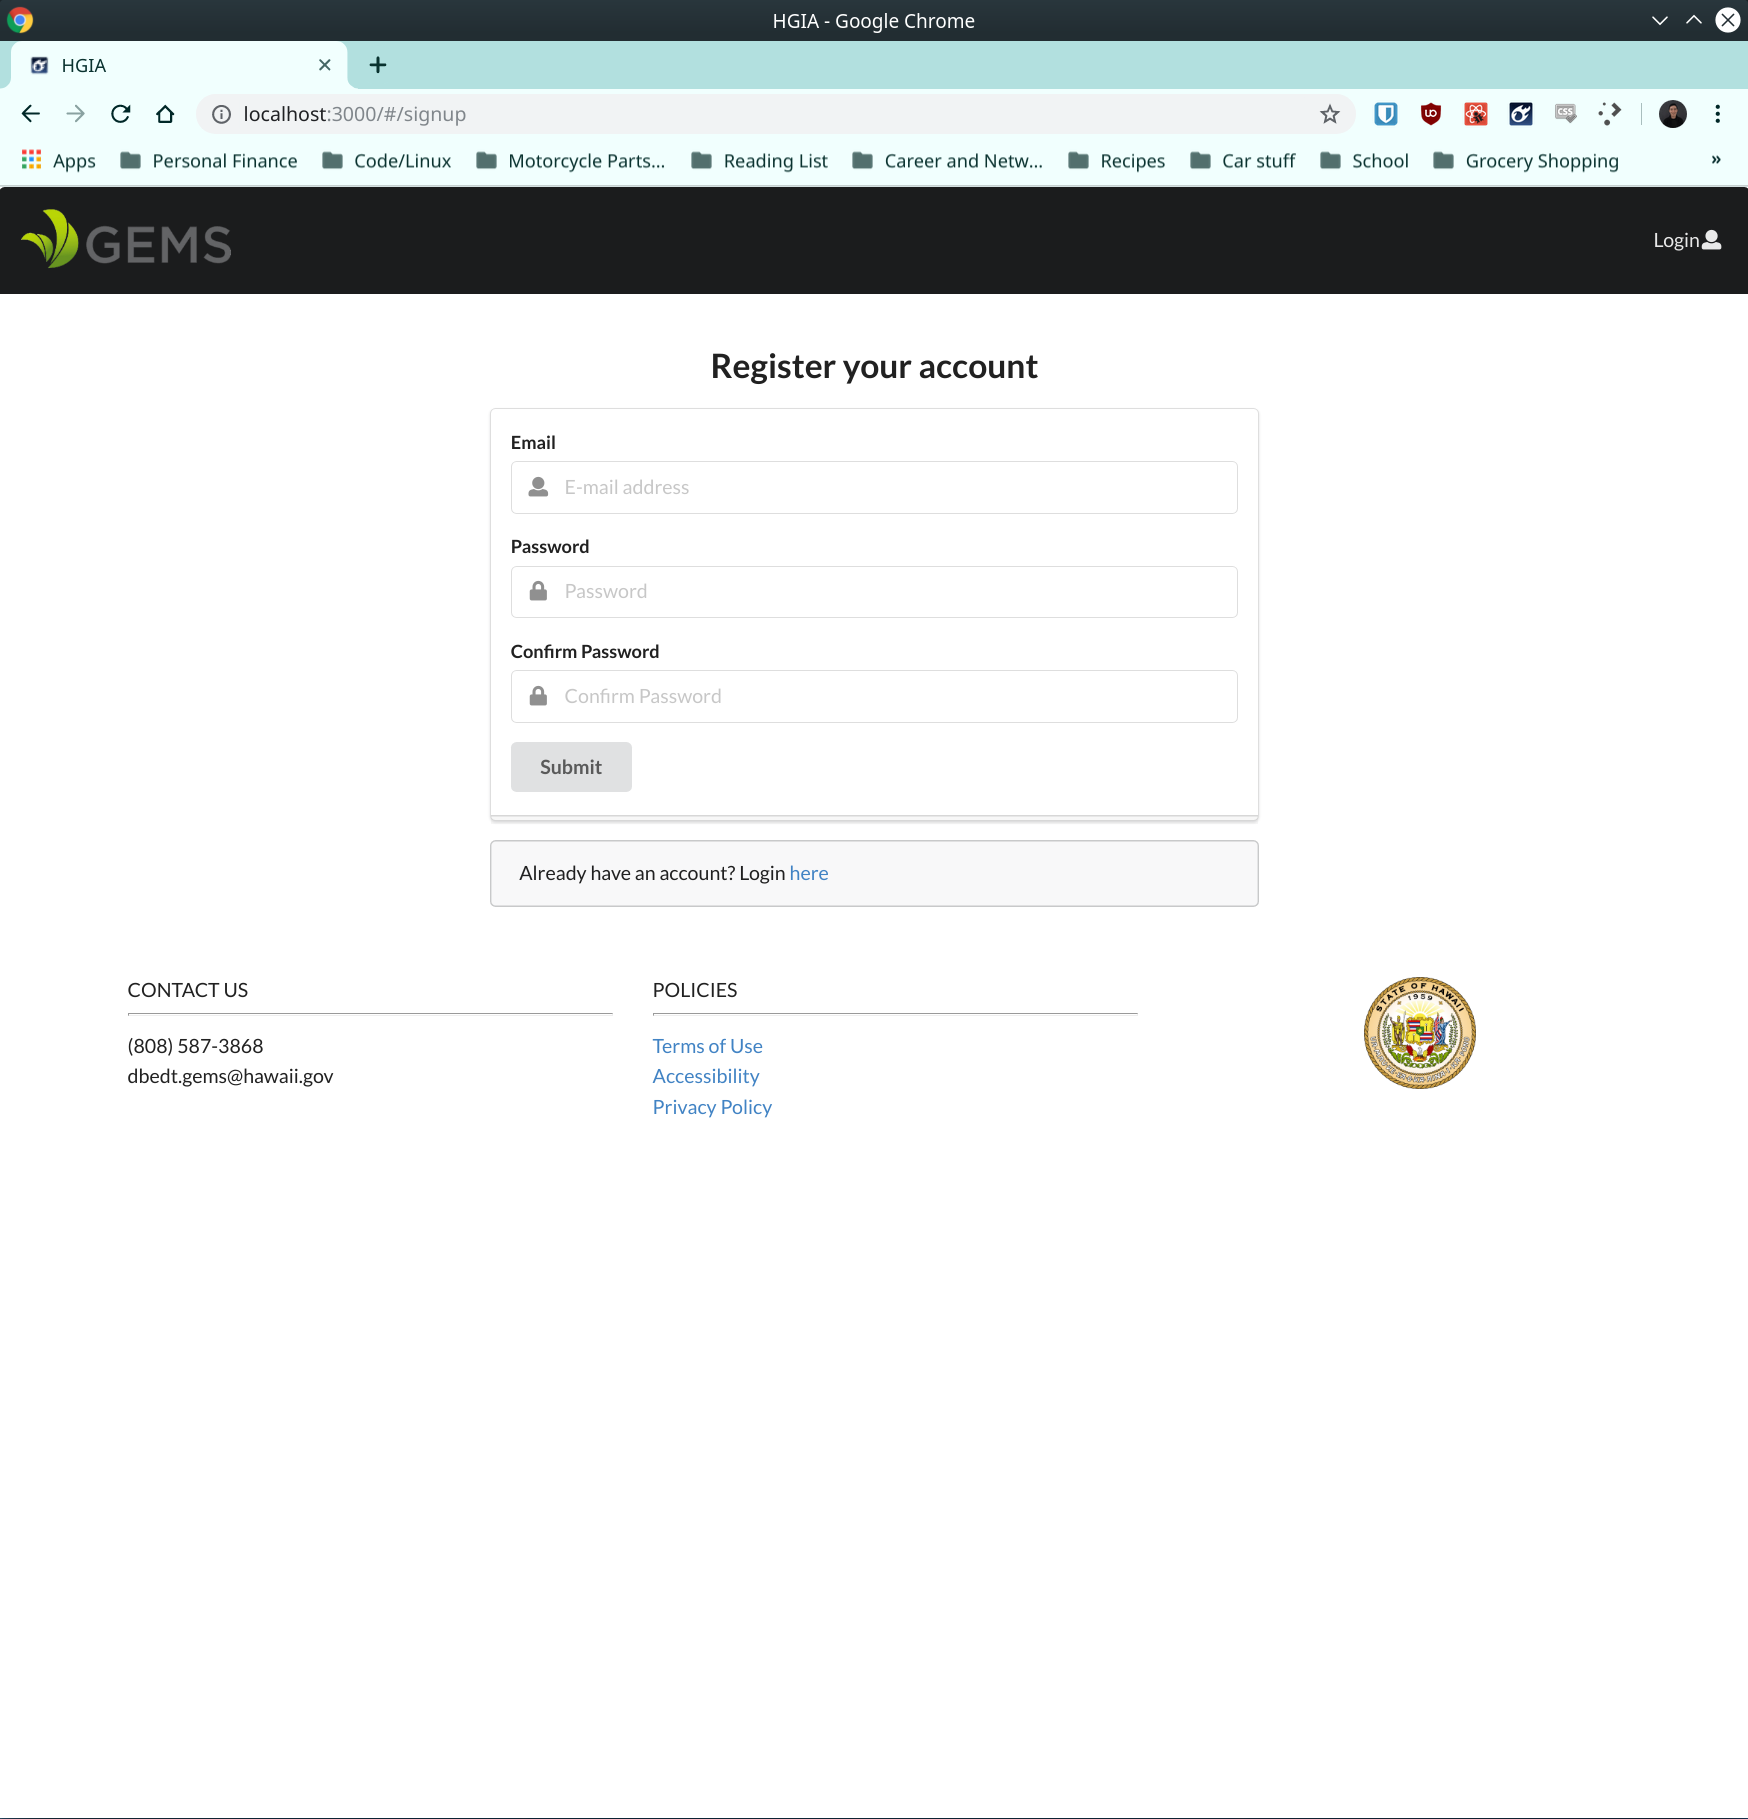 HGIA - Google Chrome
HGIA
localhost:3000/#/signup
Apps Personal Finance Code/Linux Motorcycle Parts... Reading List Career and Netw... Recipes Car stuff School Grocery Shopping »
GEMS
Login
Register your account
Email
E-mail address
Password
Password
Confirm Password
Confirm Password
Submit
Already have an account? Login here
CONTACT US
(808) 587-3868
dbedt.gems@hawaii.gov
POLICIES
Terms of Use
Accessibility
Privacy Policy
STATE OF HAWAII
1959